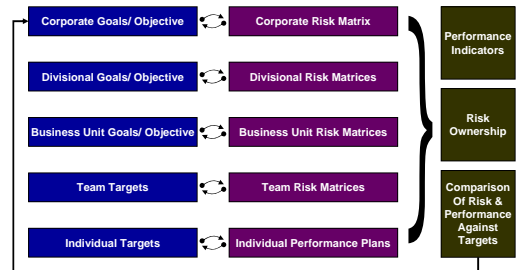 Corporate Goals/ Objective
Corporate Risk Matrix
Performance
Indicators
Divisional Goals/ Objective
Divisional Risk Matrices
Business Unit Goals/ Objective
Business Unit Risk Matrices
Risk
Ownership
Team Targets
Team Risk Matrices
Comparison
Of Risk &
Performance
Against
Targets
Individual Targets
Individual Performance Plans